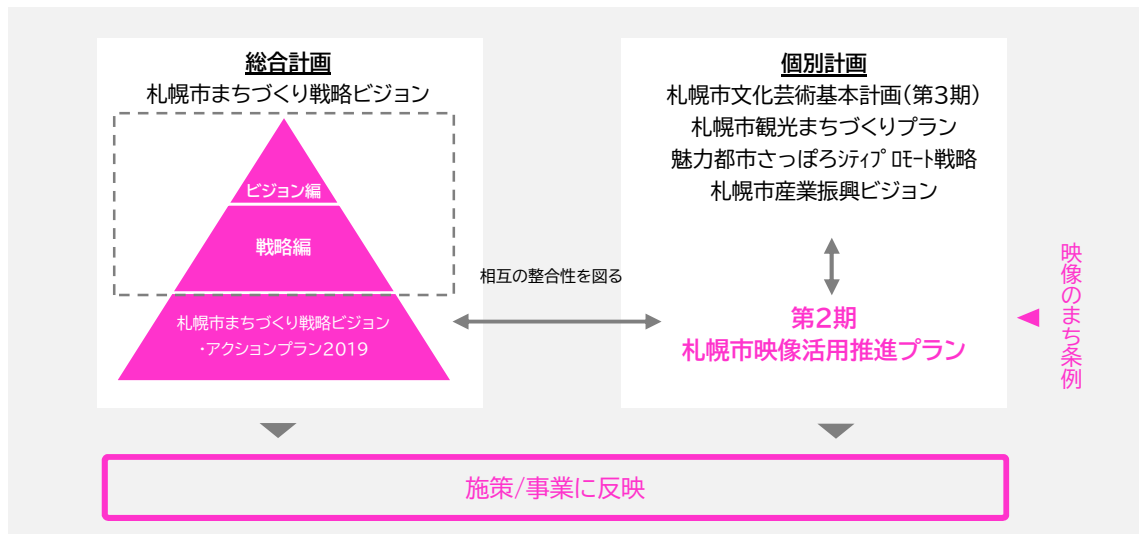 総合計画
札幌市まちづくり戦略ビジョン
ビジョン編
戦略編
札幌市まちづくり戦略ビジョン
・アクションプラン2019
相互の整合性を図る
個別計画
札幌市文化芸術基本計画(第3期)
札幌市観光まちづくりプラン
魅力都市さっぽろｼﾃｨﾌﾟﾛﾓｰﾄ戦略
札幌市産業振興ビジョン
第2期
札幌市映像活用推進プラン
映像のまち条例
施策/事業に反映